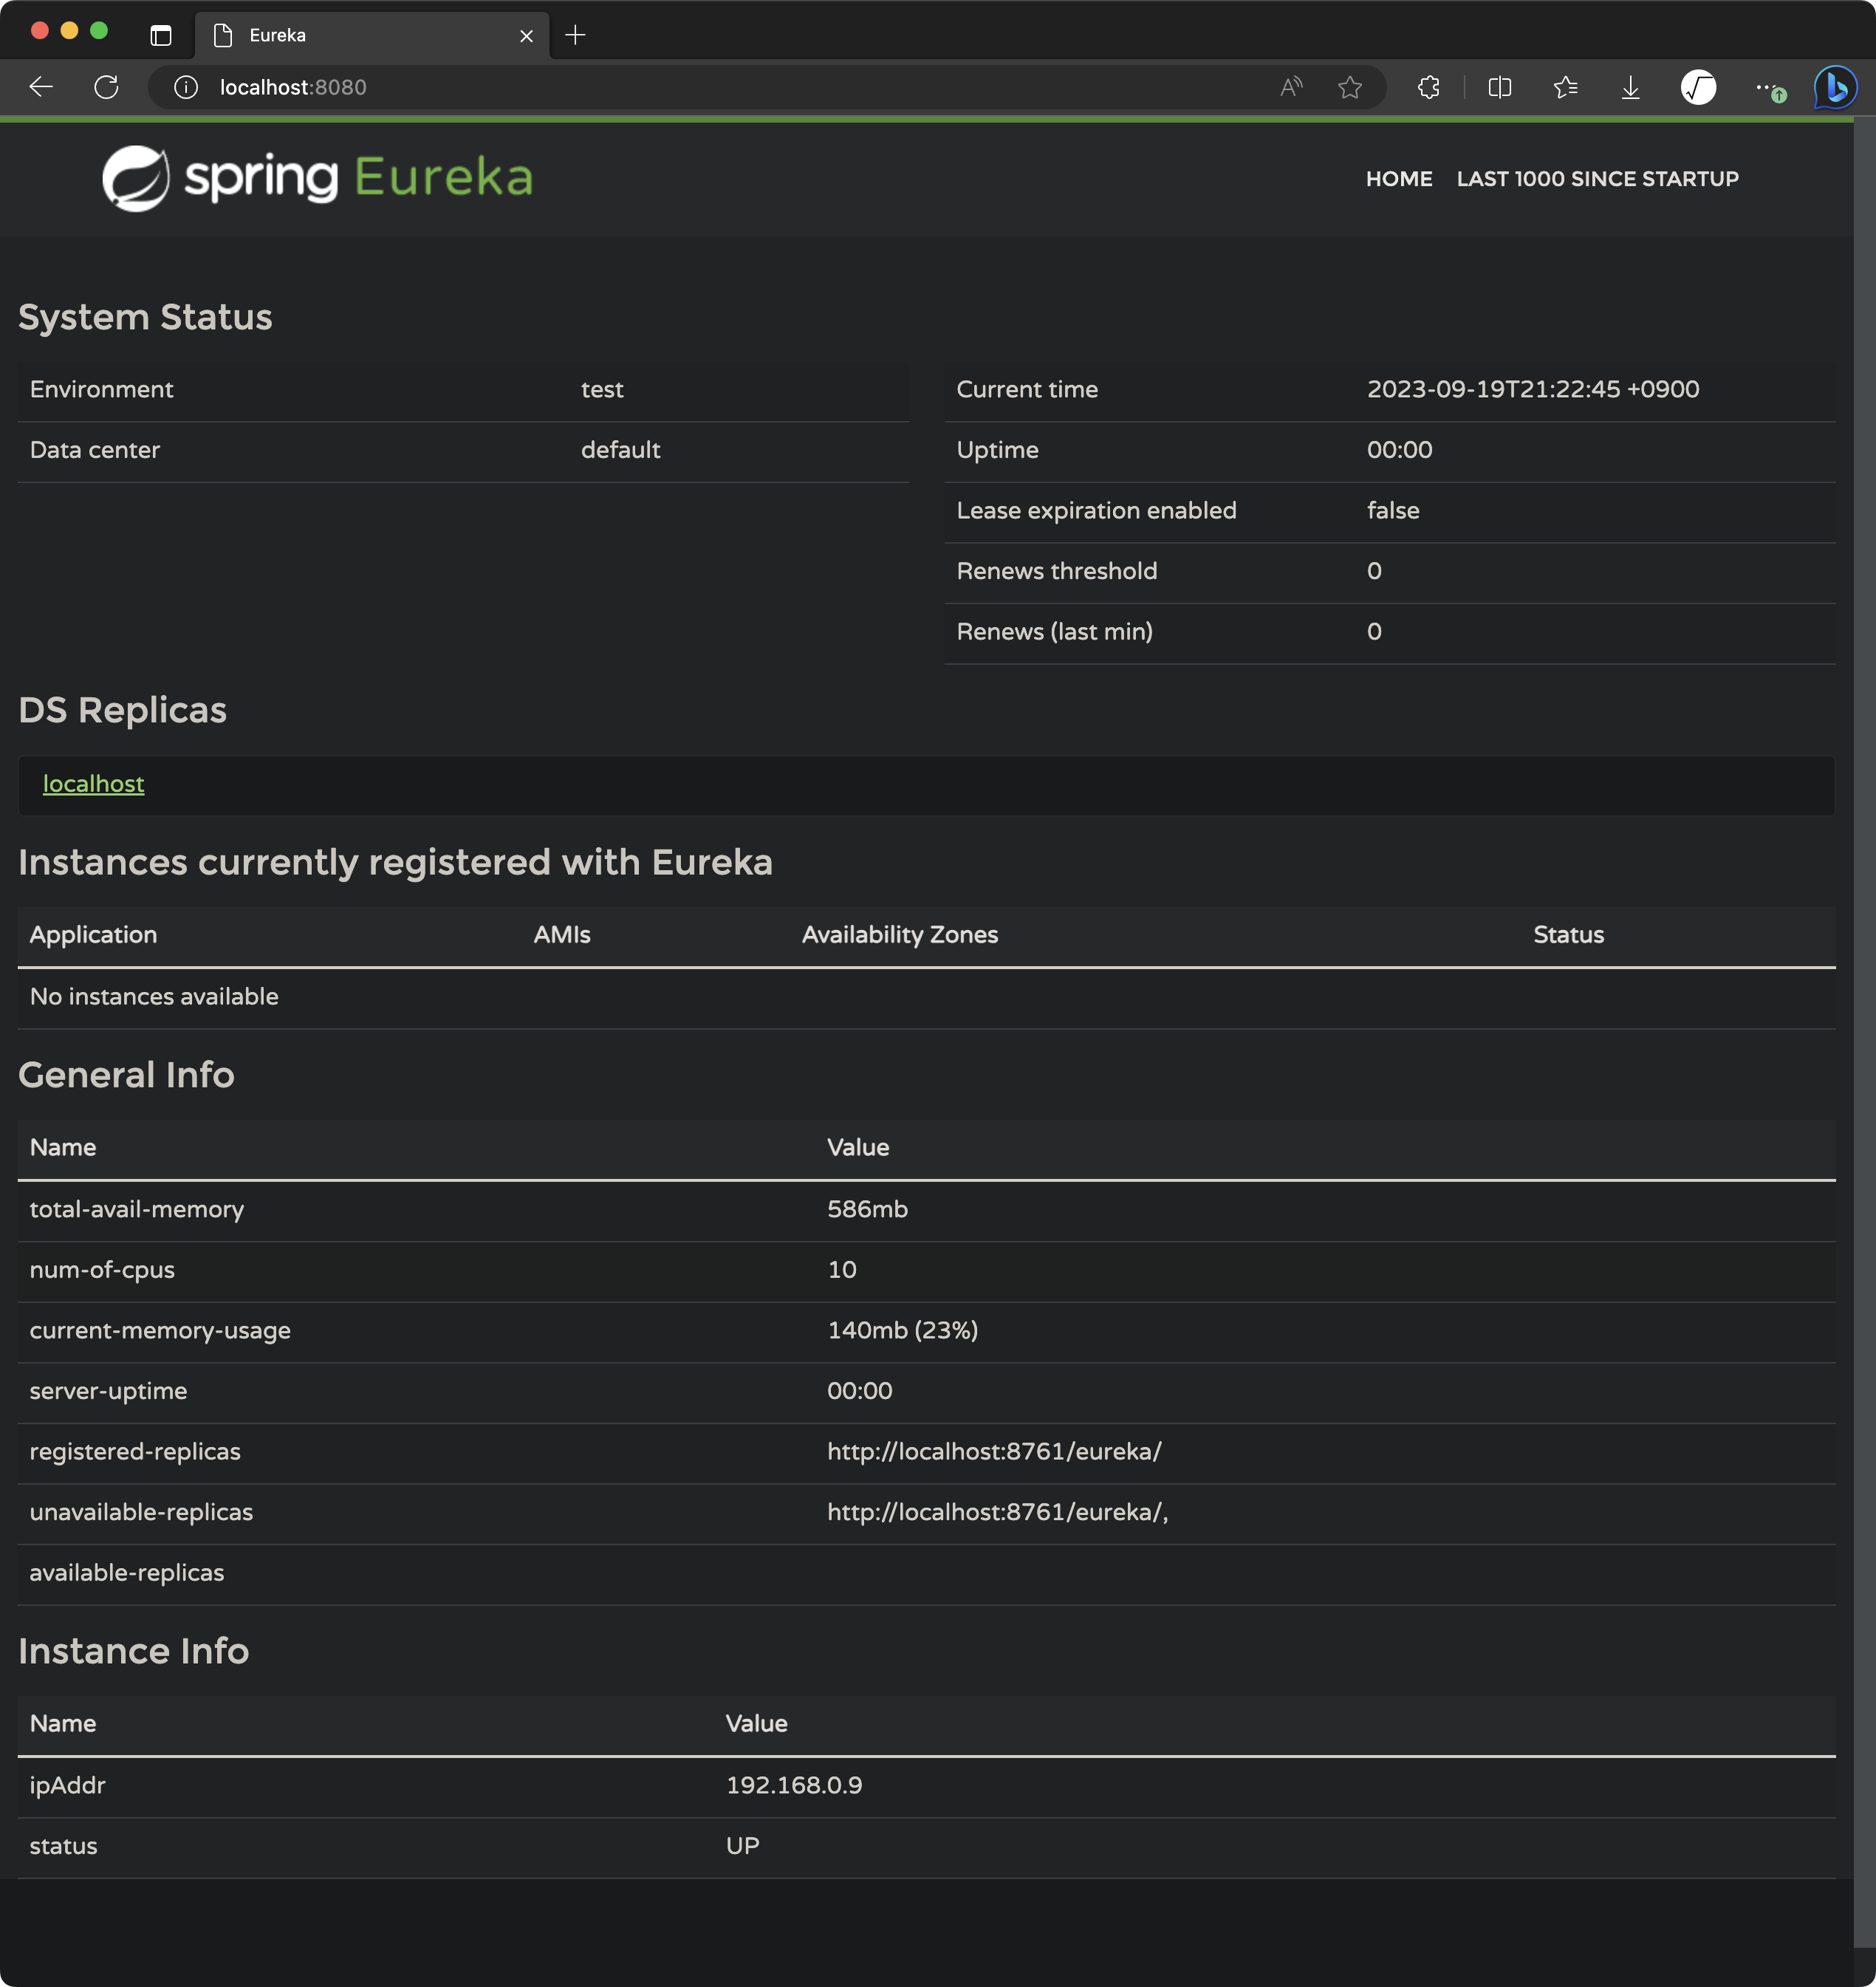 Eureka
localhost:8080
spring Eureka
HOME LAST 1000 SINCE STARTUP
System Status
Environment test
Data center default
Current time 2023-09-19T21:22:45 +0900
Uptime 00:00
Lease expiration enabled false
Renews threshold 0
Renews (last min) 0
DS Replicas
localhost
Instances currently registered with Eureka
Application AMIs Availability Zones Status
No instances available
General Info
Name Value
total-avail-memory 586mb
num-of-cpus 10
current-memory-usage 140mb (23%)
server-uptime 00:00
registered-replicas http://localhost:8761/eureka/
unavailable-replicas http://localhost:8761/eureka/,
available-replicas
Instance Info
Name Value
ipAddr 192.168.0.9
status UP